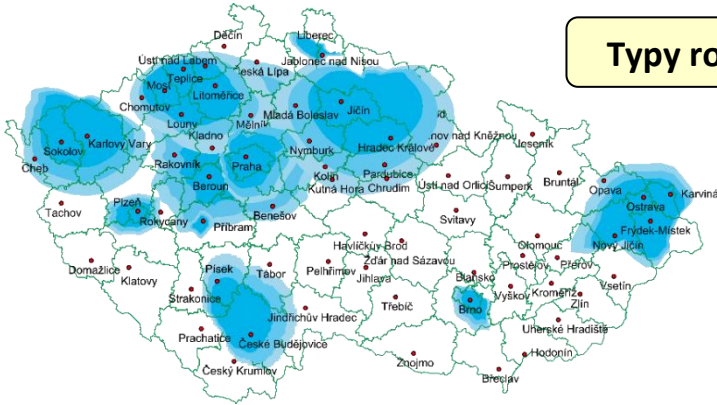 Děčín
Liberec
Typy ro
Ústí nad Labem
Jablonec nad Nisou
Teplice
Česká Lípa
Most
Litoměřice
Chomutov
Mladá Boleslav
Jičín
Louny
Mělník
Kladno
Karlovy Vary
Sokolov
Nymburk
Hradec Králové
nov nad Kněžnou
Jeseník
Cheb
Rakovník
Praha
Kolín
Pardubice
Beroun
Kutná Hora
Chrudim
Ústí nad Orlicí
Šumperk
Bruntál
Opava
Karviná
Tachov
Plzeň
Rokycany
Benešov
Příbram
Svitavy
Ostrava
Frýdek-Místek
Nový Jičín
Havlíčkův Brod
Olomouc
Domažlice
Klatovy
Písek
Tábor
Pelhřimov
Žďár nad Sázavou
Jihlava
Blansko
Prostějov
Přerov
Strakonice
Jindřichův Hradec
Třebíč
Brno
Vyškov
Kroměříž
Vsetín
Zlín
Prachatice
České Budějovice
Uherské Hradiště
Český Krumlov
Znojmo
Hodonín
Břeclav